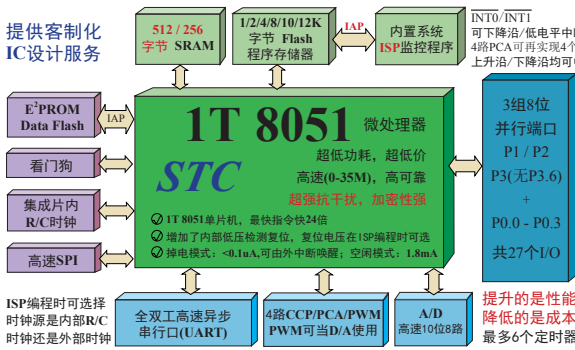 提供客制化
IC设计服务
512 / 256
字节 SRAM
1/2/4/8/10/12K
字节 Flash
程序存储器
IAP
内置系统
ISP监控程序
INT0/INT1
可下降沿/低电平中
4路PCA可再实现4个
上升沿/下降沿均可
E²PROM
Data Flash
IAP
看门狗
集成片内
R/C时钟
高速SPI
1T 8051 微处理器
STC
超低功耗，超低价
高速(0-35M)，高可靠
超强抗干扰，加密性强
1T 8051单片机，最快指令快24倍
增加了内部低压检测复位，复位电压在ISP编程时可选
掉电模式：<0.1uA,可由外中断唤醒；空闲模式：1.8mA
3组8位
并行端口
P1 / P2
P3(无P3.6)
+
P0.0 - P0.3
共27个I/O
ISP编程时可选择
时钟源是内部R/C
时钟还是外部时钟
全双工高速异步
串行口(UART)
4路CCP/PCA/PWM
PWM可当D/A使用
A/D
高速10位8路
提升的是性能
降低的是成本
最多6个定时器